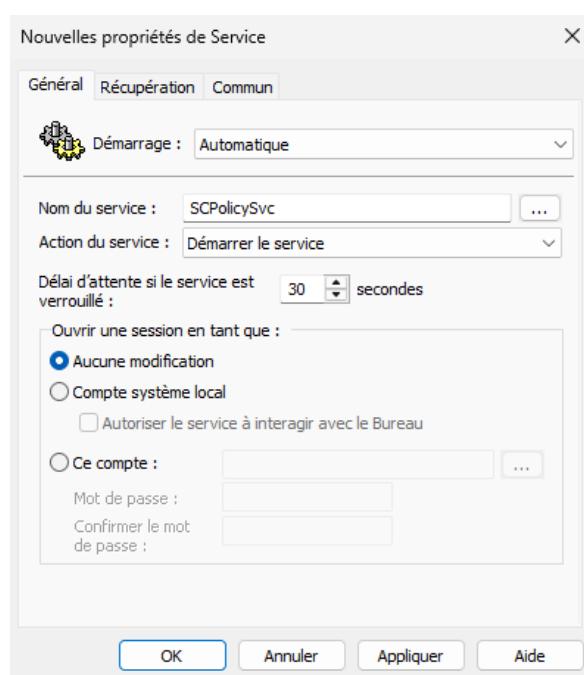 Nouvelles propriétés de Service
Général Récupération Commun
Démarrage : Automatique
Nom du service : SCPolicySvc ...
Action du service : Démarrer le service
Délai d'attente si le service est
verrouillé : 30 secondes
Ouvrir une session en tant que :
Aucune modification
Compte système local
Autoriser le service à interagir avec le Bureau
Ce compte : ...
Mot de passe :
Confirmer le mot
de passe :
OK Annuler Appliquer Aide